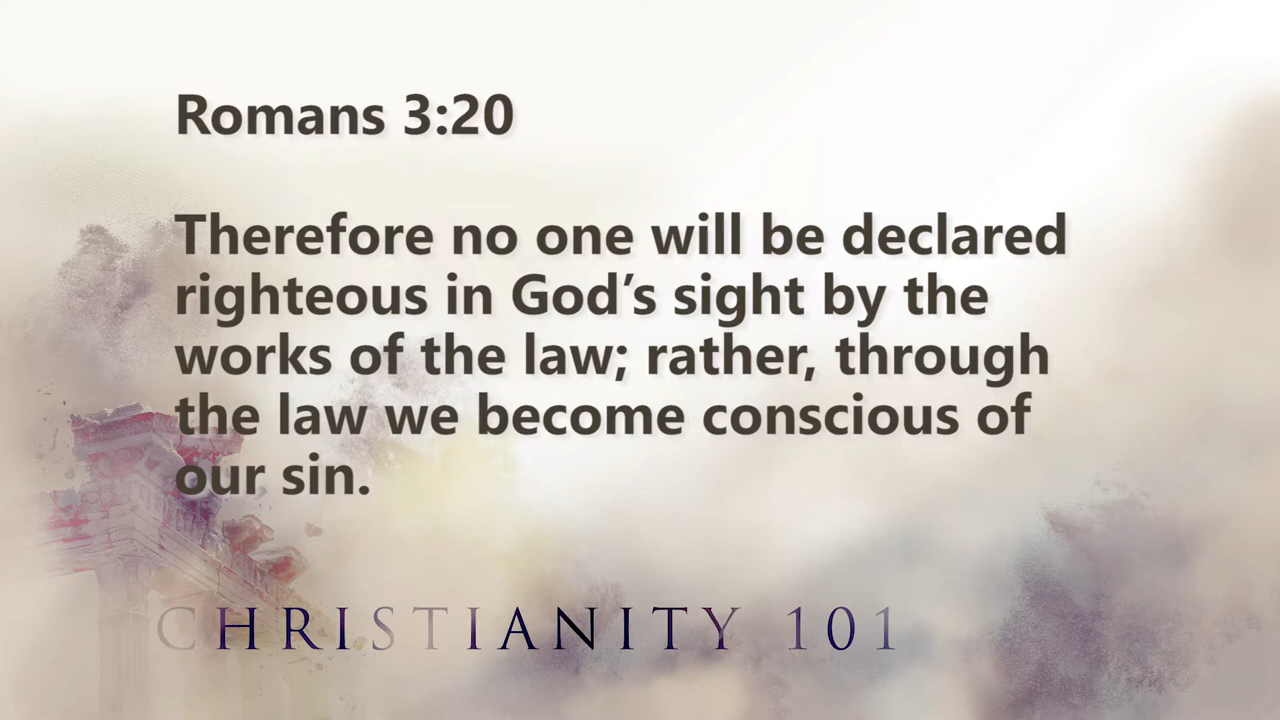 Romans 3:20
Therefore no one will be declared
righteous in God’s sight by the
works of the law; rather, through
the law we become conscious of
our sin.
CHRISTIANITY 101